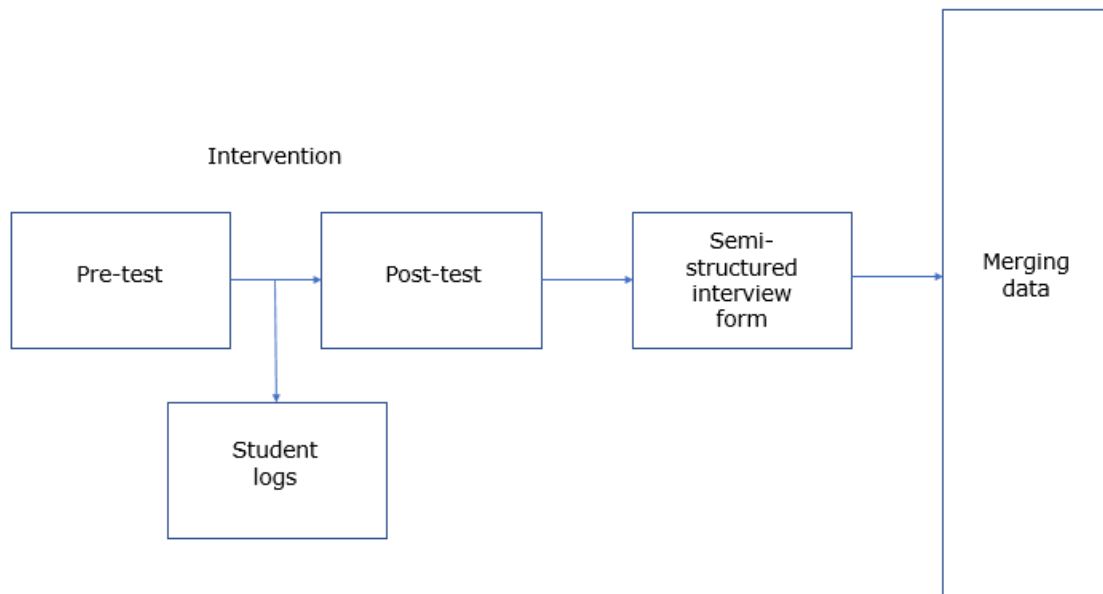 Intervention
Pre-test
Post-test
Semi-
structured
interview
form
Merging
data
Student
logs